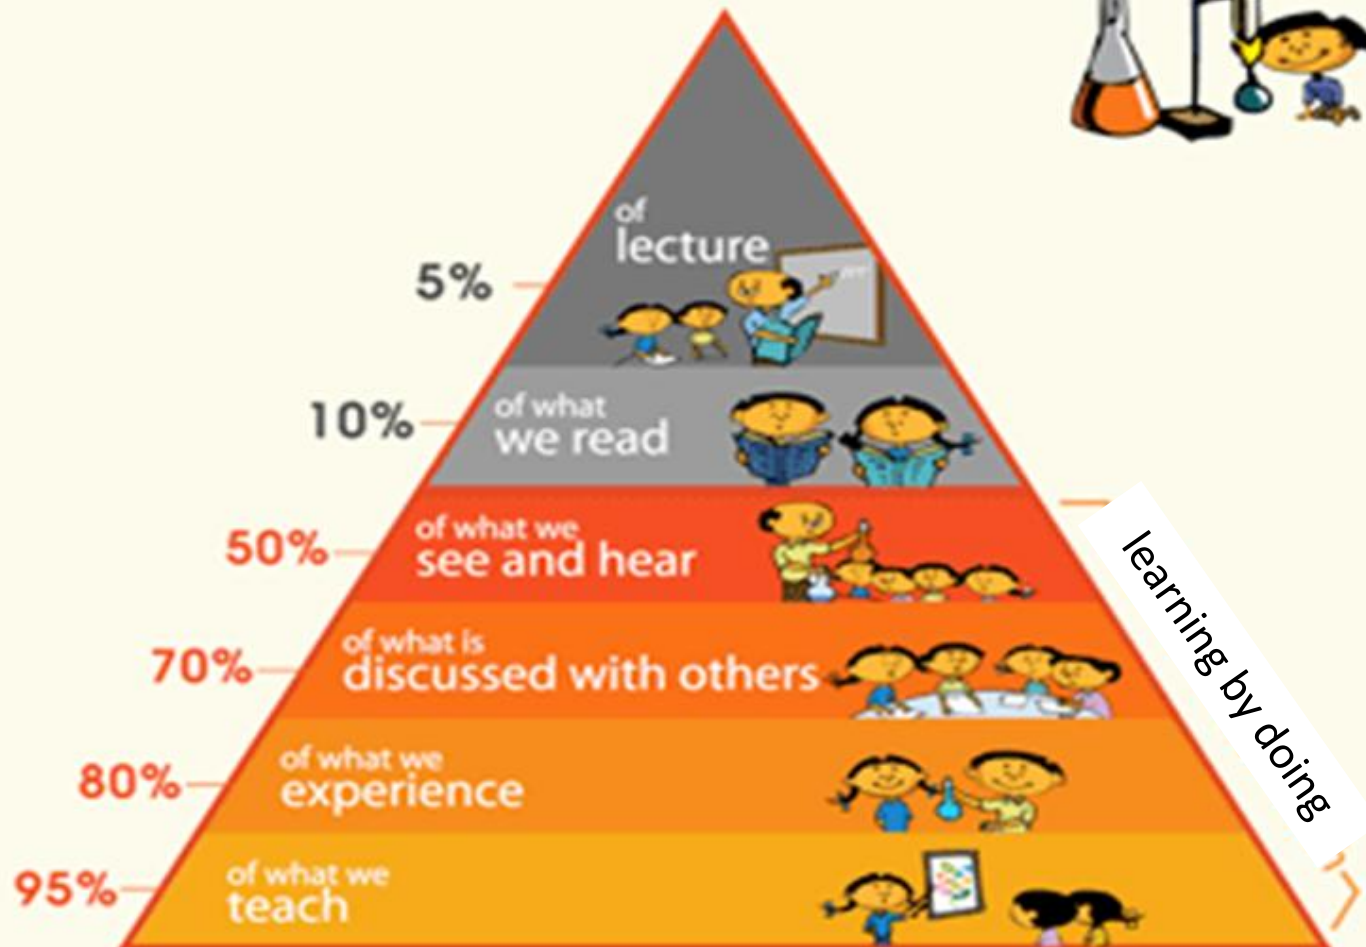 of
lecture
5%
10%
of what
we read
50%
of what we
see and hear
70%
of what is
discussed with others
80%
of what we
experience
95%
of what we
teach
learning by doing